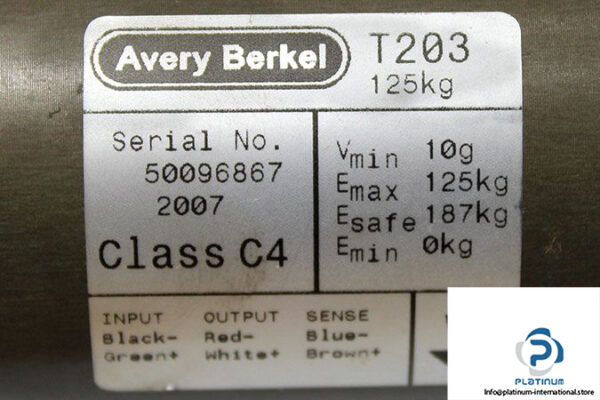 Avery Berkel
T203
125kg
Serial No.
50096867
2007
Class C4
Vmin 10g
Emax 125kg
Esafe 187kg
Emin 0kg
INPUT OUTPUT SENSE
Black- Red- Blue-
Green+ White+ Brown+
PLATINUM
Info@platinum-international.store